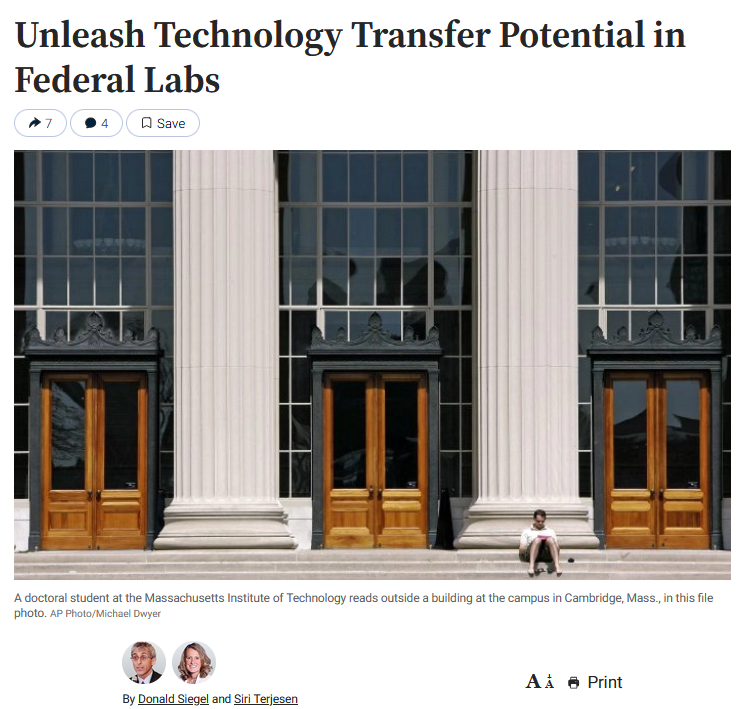 Unleash Technology Transfer Potential in
Federal Labs
7
4
Save
A doctoral student at the Massachusetts Institute of Technology reads outside a building at the campus in Cambridge, Mass., in this file
photo. AP Photo/Michael Dwyer
By Donald Siegel and Siri Terjesen
A A Print